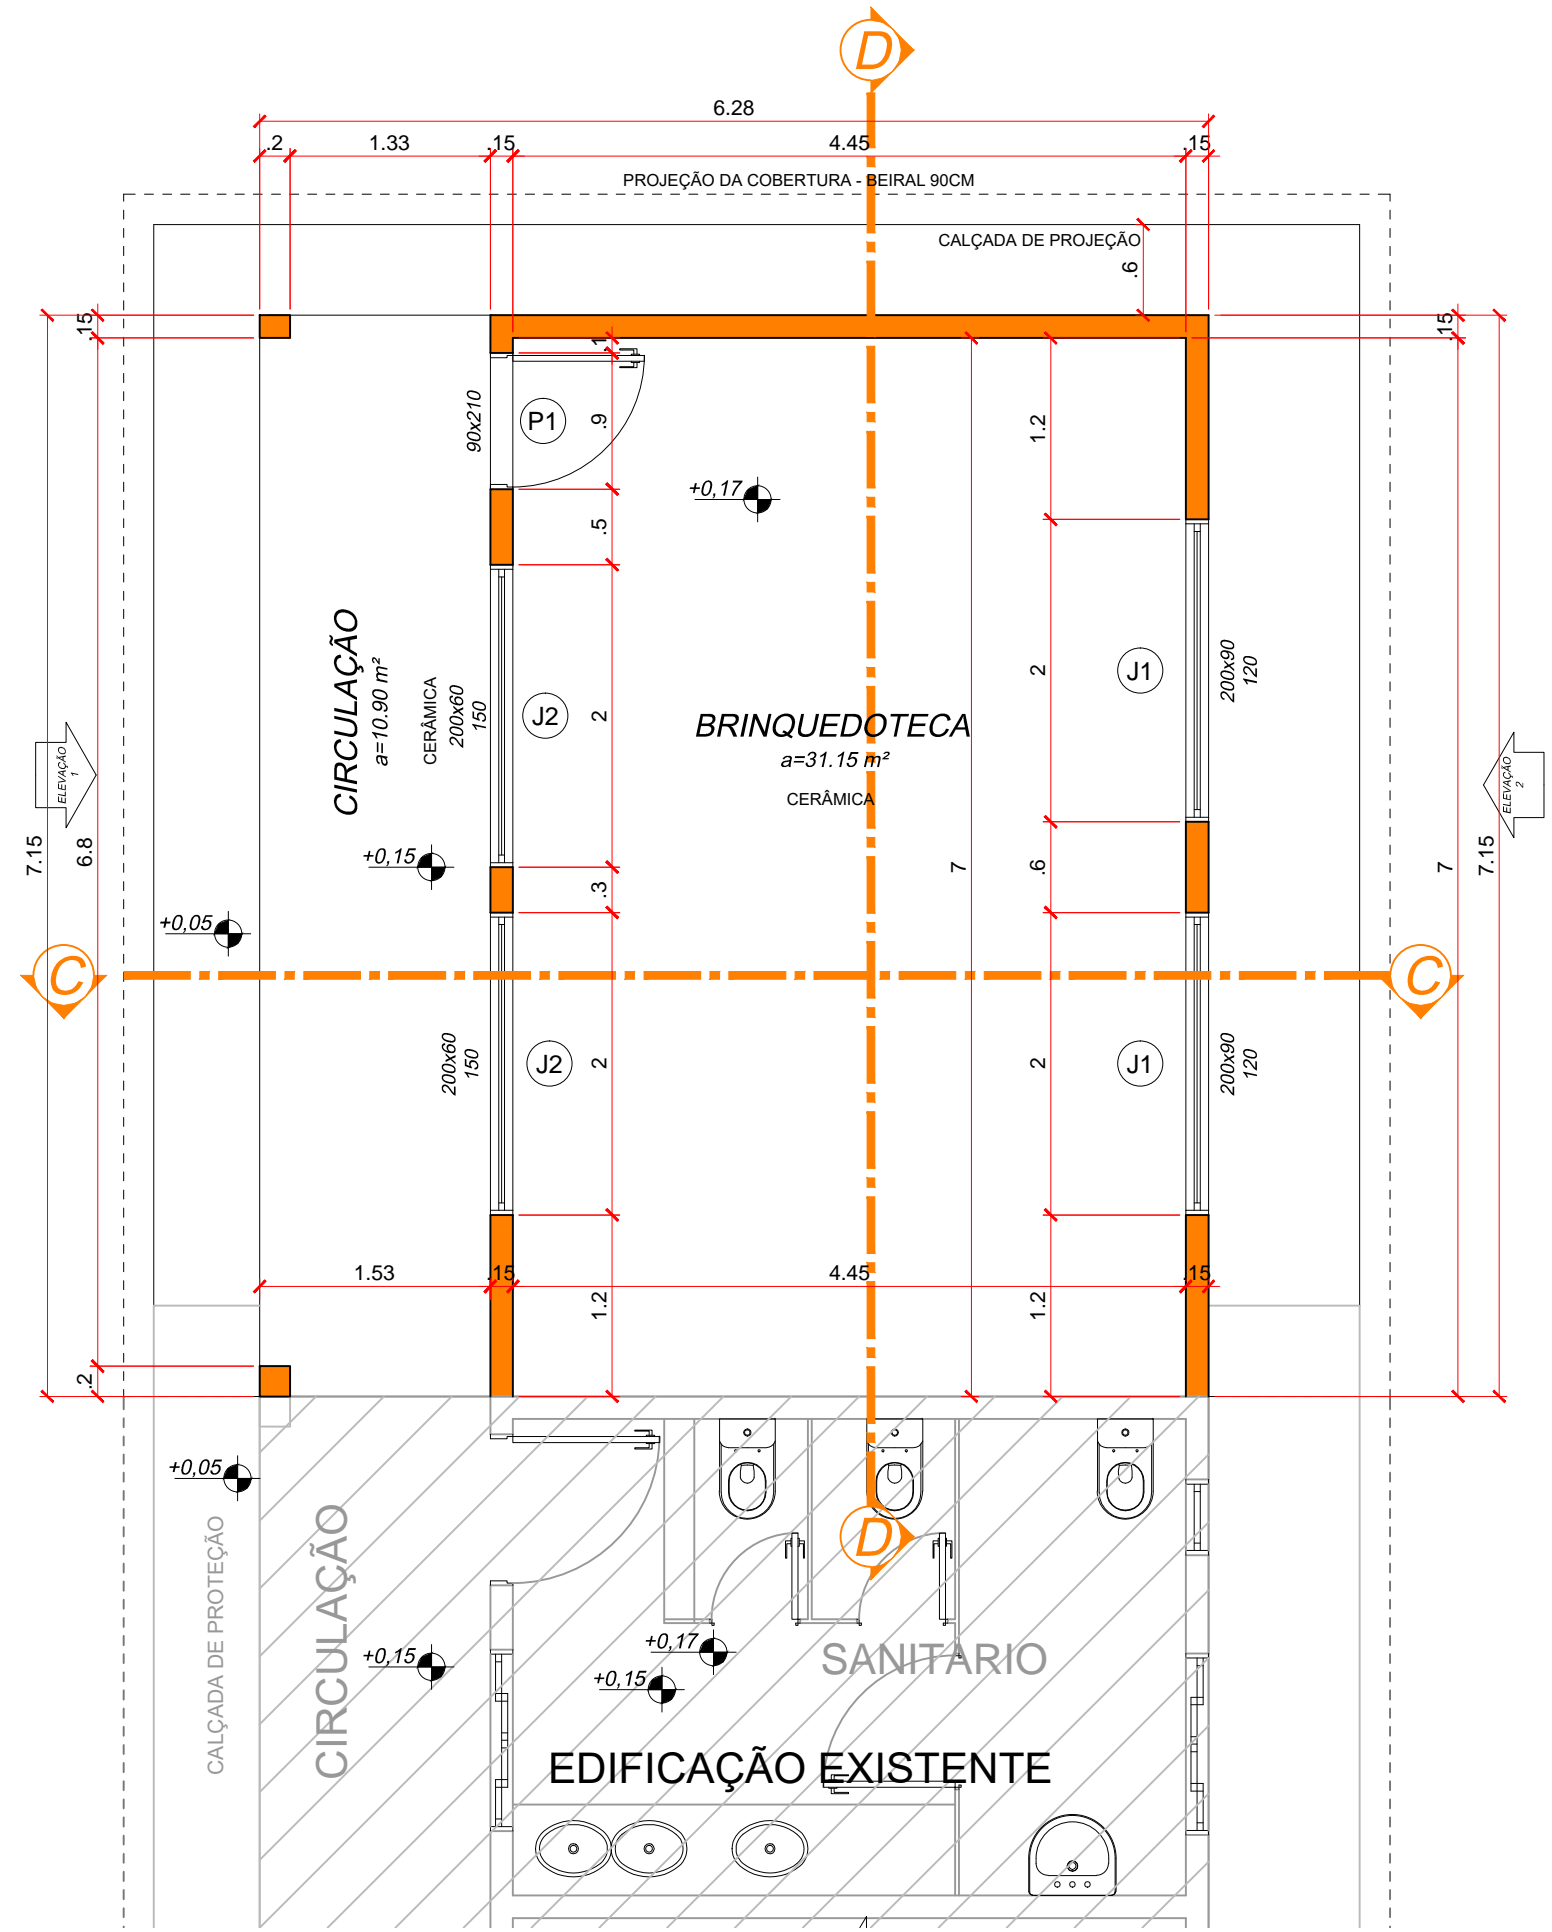 D
6.28
.2
1.33
.15
4.45
.15
PROJEÇÃO DA COBERTURA - BEIRAL 90CM
CALÇADA DE PROJEÇÃO
.6
.15
.15
.1
90x210
P1
.9
1.2
+0,17
.5
CIRCULAÇÃO
a=10.90 m²
CERÂMICA
200x60
150
J2
2
BRINQUEDOTECA
a=31.15 m²
CERÂMICA
2
J1
200x90
120
ELEVAÇÃO
1
ELEVAÇÃO
2
7.15
6.8
+0,15
.3
7
.6
7
7.15
+0,05
C
C
200x60
150
J2
2
2
J1
200x90
120
1.53
.15
4.45
.15
1.2
1.2
.2
+0,05
CALÇADA DE PROTEÇÃO
CIRCULAÇÃO
D
+0,15
+0,17
+0,15
SANITÁRIO
EDIFICAÇÃO EXISTENTE